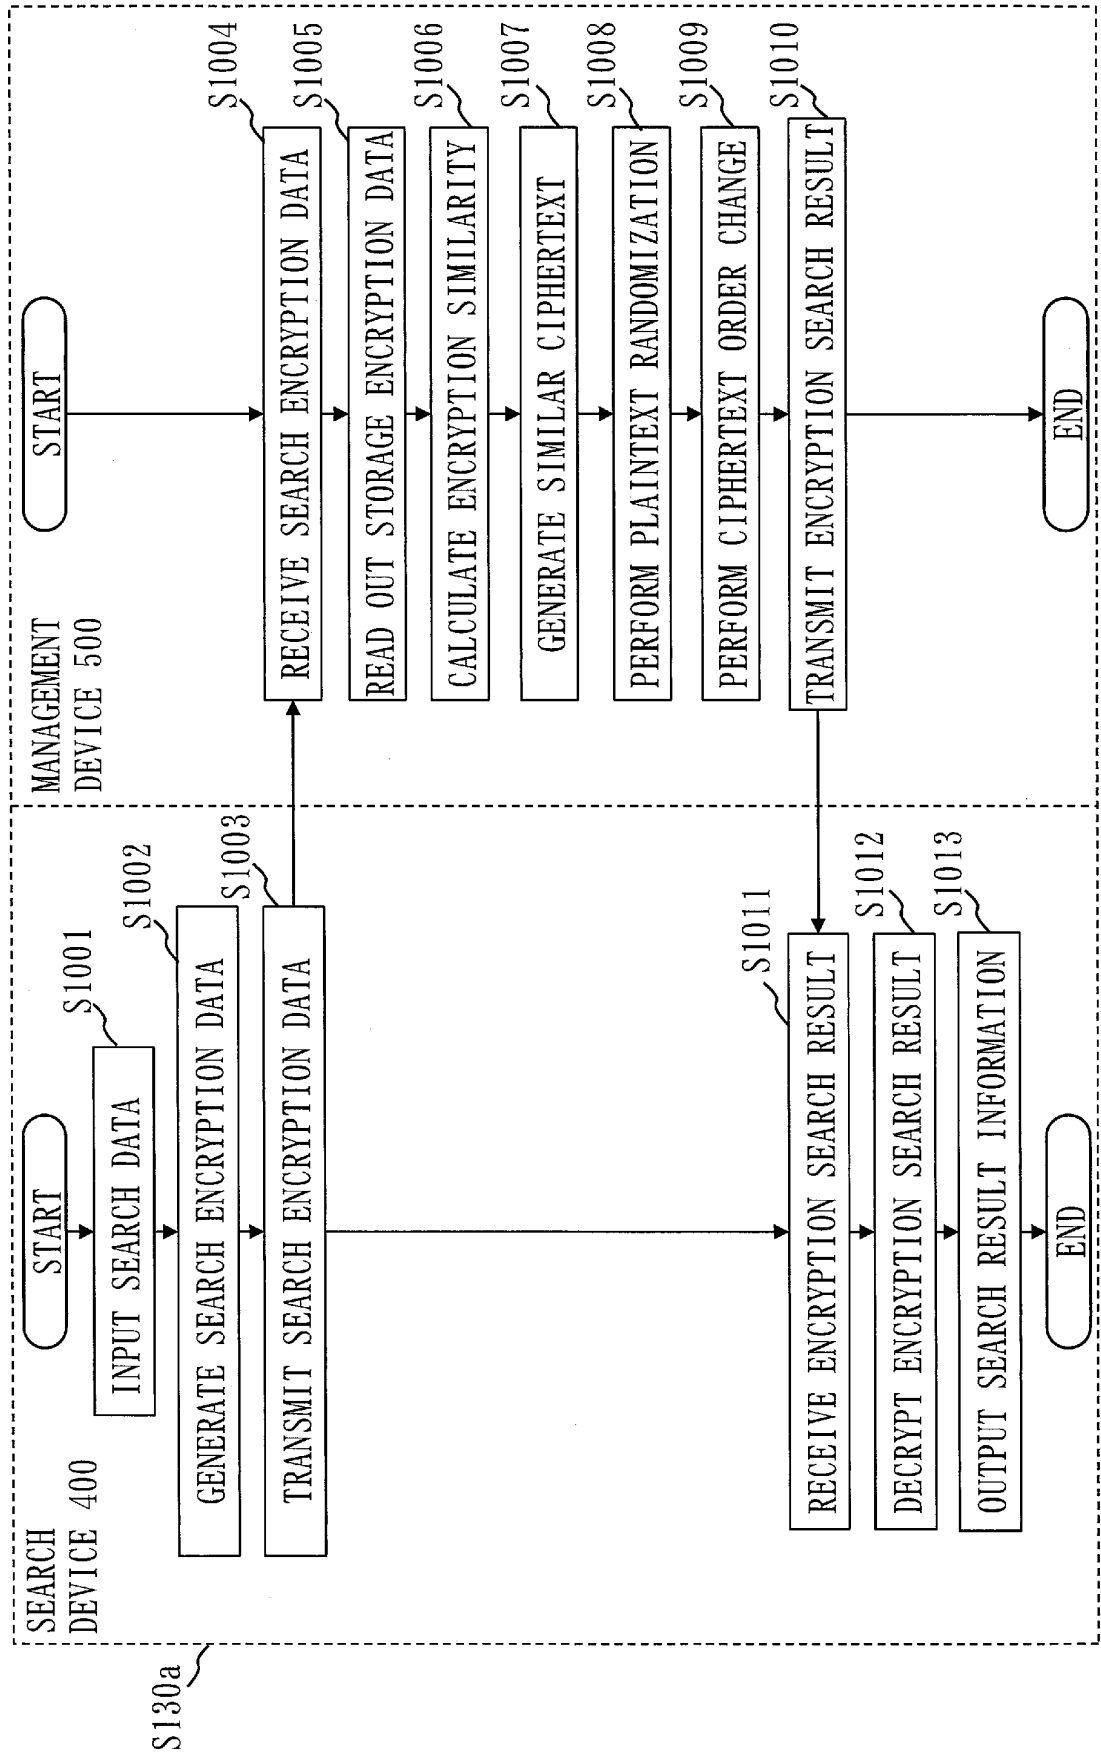 S130a
SEARCH
DEVICE 400
START
S1001
INPUT SEARCH DATA
S1002
GENERATE SEARCH ENCRYPTION DATA
S1003
TRANSMIT SEARCH ENCRYPTION DATA
S1011
RECEIVE ENCRYPTION SEARCH RESULT
S1012
DECRYPT ENCRYPTION SEARCH RESULT
S1013
OUTPUT SEARCH RESULT INFORMATION
END
MANAGEMENT
DEVICE 500
START
S1004
RECEIVE SEARCH ENCRYPTION DATA
S1005
READ OUT STORAGE ENCRYPTION DATA
S1006
CALCULATE ENCRYPTION SIMILARITY
S1007
GENERATE SIMILAR CIPHERTEXT
S1008
PERFORM PLAINTEXT RANDOMIZATION
S1009
PERFORM CIPHERTEXT ORDER CHANGE
S1010
TRANSMIT ENCRYPTION SEARCH RESULT
END